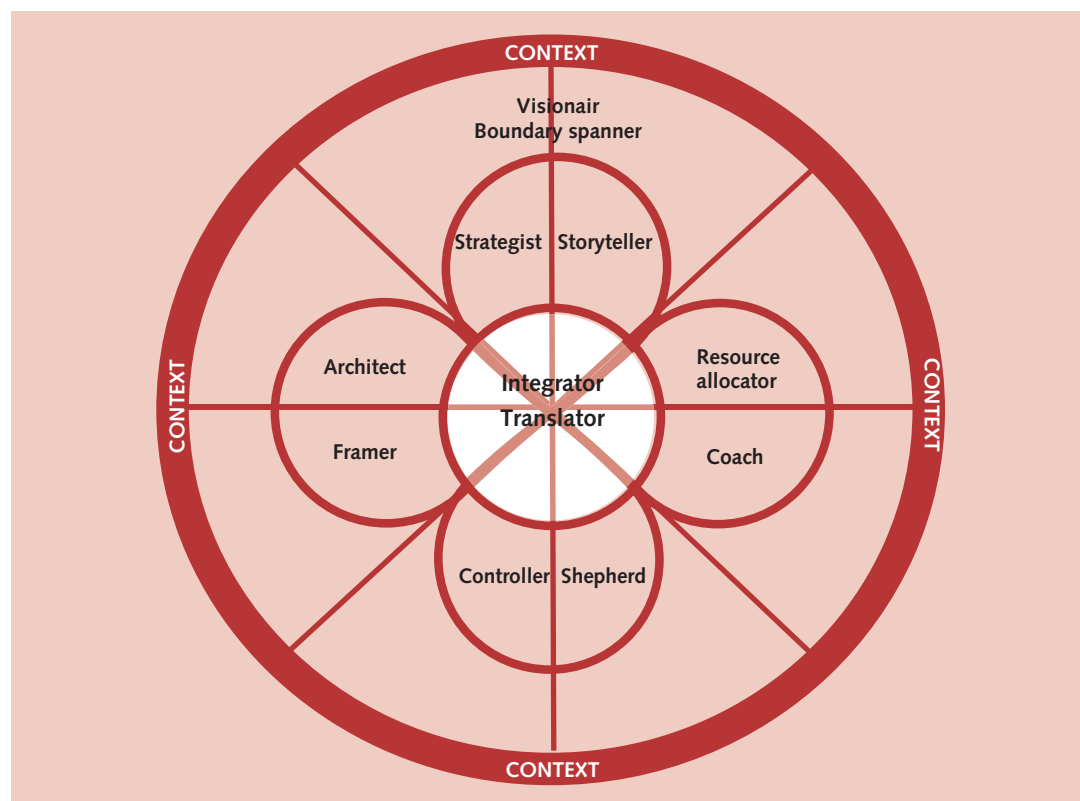 CONTEXT
Visionair
Boundary spanner
Strategist
Storyteller
Architect
Resource
allocator
Integrator
Translator
CONTEXT
CONTEXT
Framer
Coach
Controller
Shepherd
CONTEXT